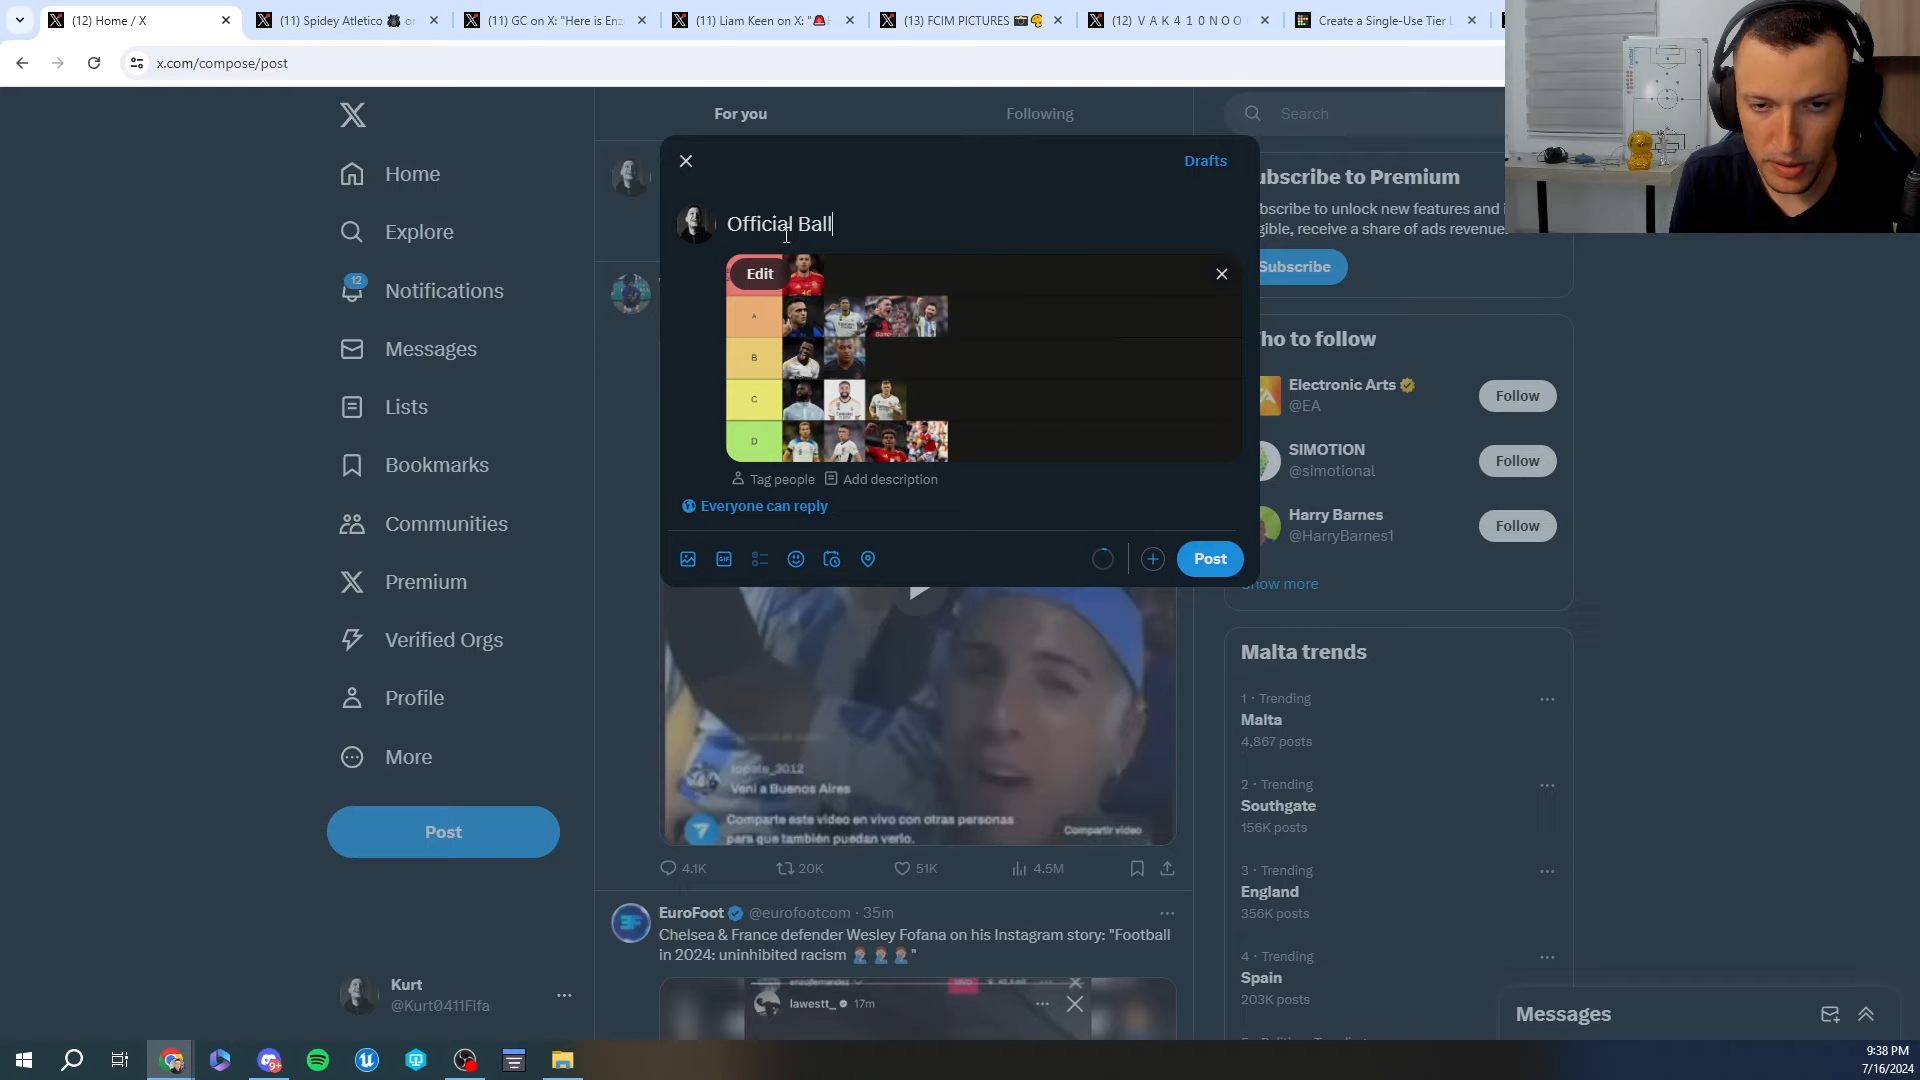 (12) Home / X
(11) Spidey Atletico
(11) GC on X: "Here is Enz
(11) Liam Keen on X: "
(13) FCIM PICTURES
(12) V A K 4 1 0 N O O
Create a Single-Use Tier L
x.com/compose/post
Home
Explore
12
Notifications
Messages
Lists
Bookmarks
Communities
Premium
Verified Orgs
Profile
More
Post
Kurt
@Kurt0411Fifa
For you
Following
Drafts
Official Ball
Edit
A
B
C
D
Tag people
Add description
Everyone can reply
GIF
Post
Veni a Buenos Aires
Comparte este video en vivo con otras personas
para que también puedan verlo.
Compartir video
4.1K
20K
51K
4.5M
EuroFoot @eurofootcom · 35m
Chelsea & France defender Wesley Fofana on his Instagram story: "Football
in 2024: uninhibited racism "
lawestt_ 17m
Search
ubscribe to Premium
bscribe to unlock new features and i
gible, receive a share of ads revenue.
Subscribe
ho to follow
Electronic Arts
@EA
Follow
SIMOTION
@simotional
Follow
Harry Barnes
@HarryBarnes1
Follow
Show more
Malta trends
1 · Trending
Malta
4,867 posts
2 · Trending
Southgate
156K posts
3 · Trending
England
356K posts
4 · Trending
Spain
203K posts
Messages
9+
9:38 PM
7/16/2024